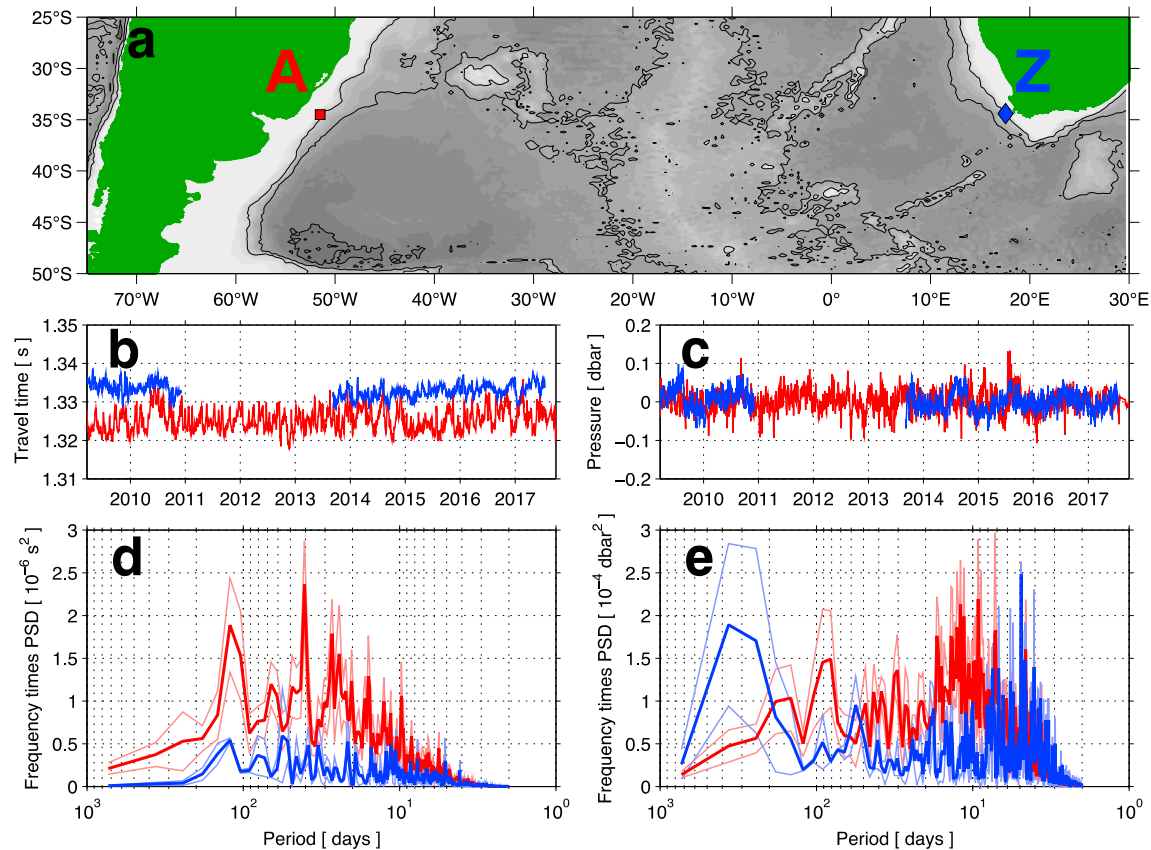 25°S
30°S
35°S
40°S
45°S
50°S
a
A
Z
70°W 60°W 50°W 40°W 30°W 20°W 10°W 0° 10°E 20°E 30°E
b
Travel time [ s ]
1.35
1.34
1.33
1.32
1.31
2010 2011 2012 2013 2014 2015 2016 2017
c
Pressure [ dbar ]
0.2
0.1
0
−0.1
−0.2
2010 2011 2012 2013 2014 2015 2016 2017
d
Frequency times PSD [ 10⁻⁶ s² ]
3
2.5
2
1.5
1
0.5
0
10³ 10² 10¹ 10⁰
Period [ days ]
e
Frequency times PSD [ 10⁻⁴ dbar² ]
3
2.5
2
1.5
1
0.5
0
10³ 10² 10¹ 10⁰
Period [ days ]